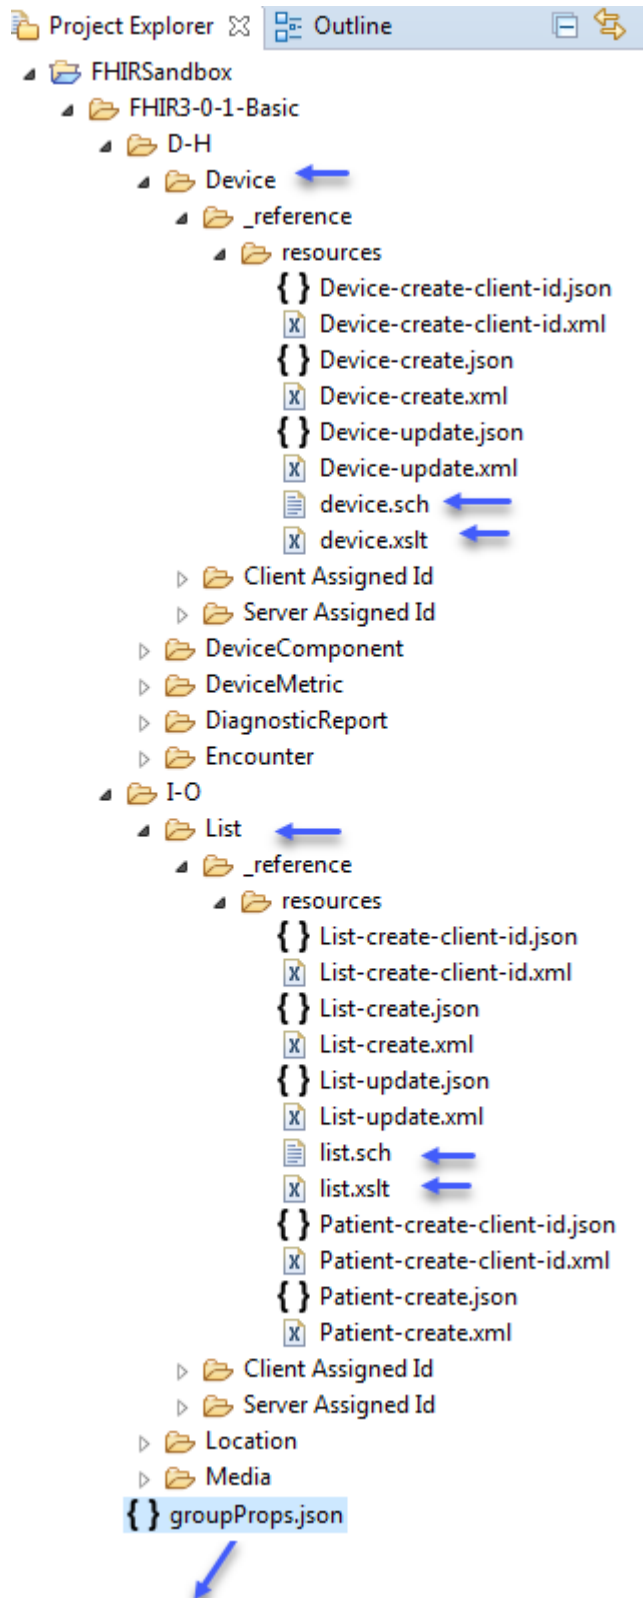 Project Explorer Outline
FHIRSandbox
FHIR3-0-1-Basic
D-H
Device
_reference
resources
Device-create-client-id.json
Device-create-client-id.xml
Device-create.json
Device-create.xml
Device-update.json
Device-update.xml
device.sch
device.xslt
Client Assigned Id
Server Assigned Id
DeviceComponent
DeviceMetric
DiagnosticReport
Encounter
I-O
List
_reference
resources
List-create-client-id.json
List-create-client-id.xml
List-create.json
List-create.xml
List-update.json
List-update.xml
list.sch
list.xslt
Patient-create-client-id.json
Patient-create-client-id.xml
Patient-create.json
Patient-create.xml
Client Assigned Id
Server Assigned Id
Location
Media
groupProps.json